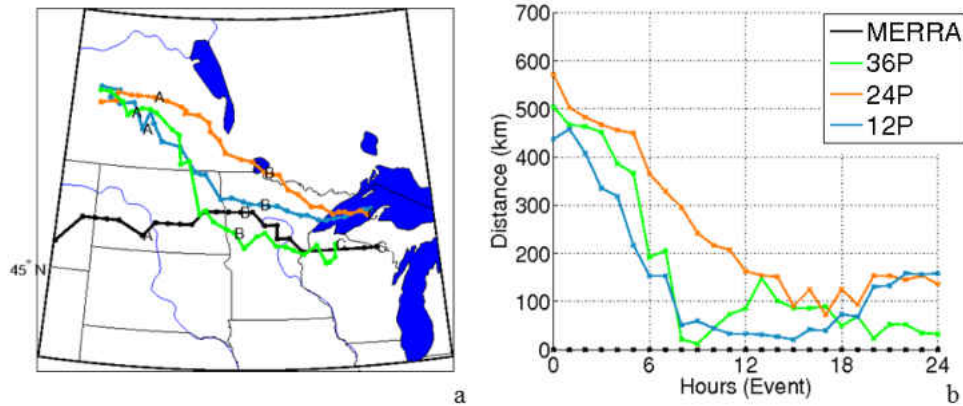 A
A
A
A
B
B
B
B
C
C
C
45° N
a
700
600
500
400
300
200
100
0
Distance (km)
0 6 12 18 24
Hours (Event)
MERRA
36P
24P
12P
b